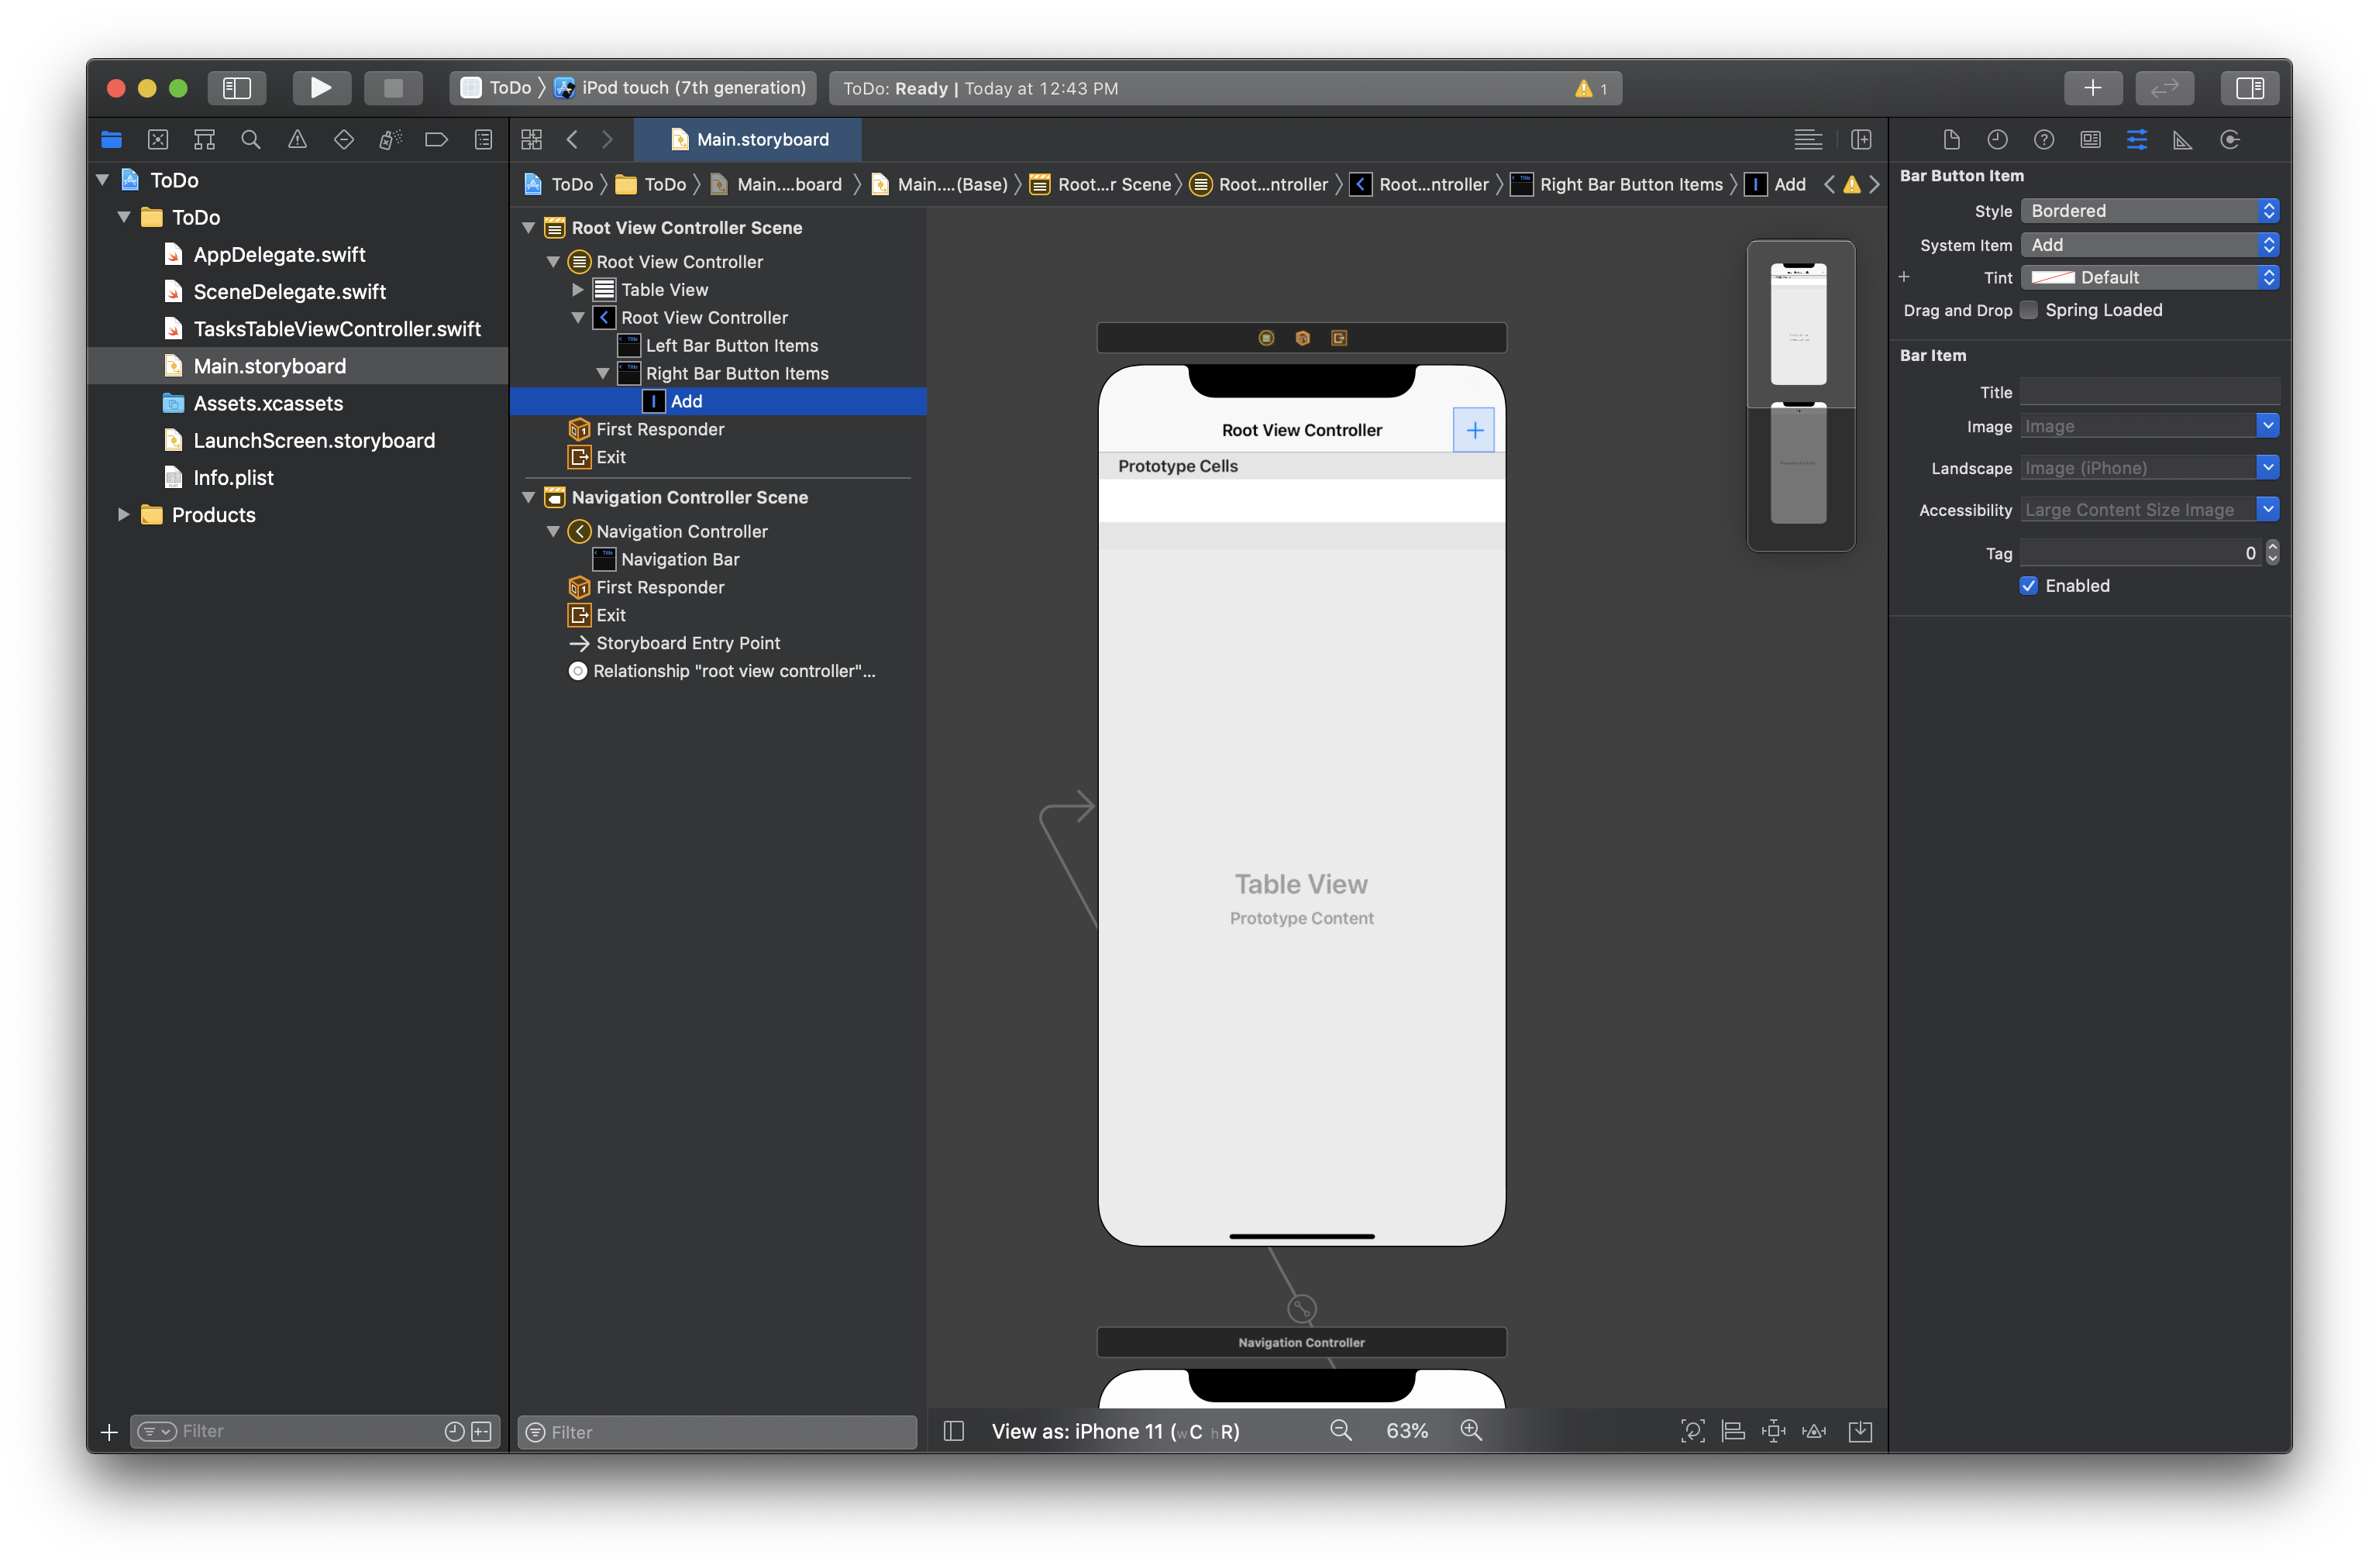 ToDo
iPod touch (7th generation)
ToDo: Ready | Today at 12:43 PM
1
Main.storyboard
ToDo
ToDo
AppDelegate.swift
SceneDelegate.swift
TasksTableViewController.swift
Main.storyboard
Assets.xcassets
LaunchScreen.storyboard
Info.plist
Products
Filter
ToDo
ToDo
Main....board
Main....(Base)
Root...r Scene
Root...ntroller
Root...ntroller
Right Bar Button Items
Add
Root View Controller Scene
Root View Controller
Table View
Root View Controller
Left Bar Button Items
Right Bar Button Items
Add
First Responder
Exit
Navigation Controller Scene
Navigation Controller
Navigation Bar
First Responder
Exit
Storyboard Entry Point
Relationship "root view controller"...
Filter
Root View Controller
Prototype Cells
Table View
Prototype Content
Navigation Controller
View as: iPhone 11 (wC hR)
63%
Bar Button Item
Style Bordered
System Item Add
Tint Default
Drag and Drop Spring Loaded
Bar Item
Title
Image Image
Landscape Image (iPhone)
Accessibility Large Content Size Image
Tag 0
Enabled